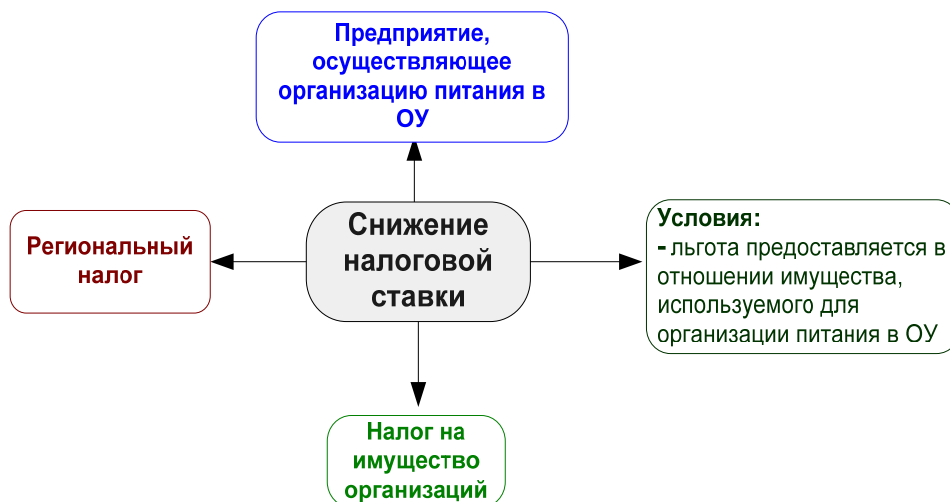 Предприятие,
осуществляющее
организацию питания в
ОУ
Снижение
налоговой
ставки
Региональный
налог
Условия:
- льгота предоставляется в
отношении имущества,
используемого для
организации питания в ОУ
Налог на
имущество
организаций